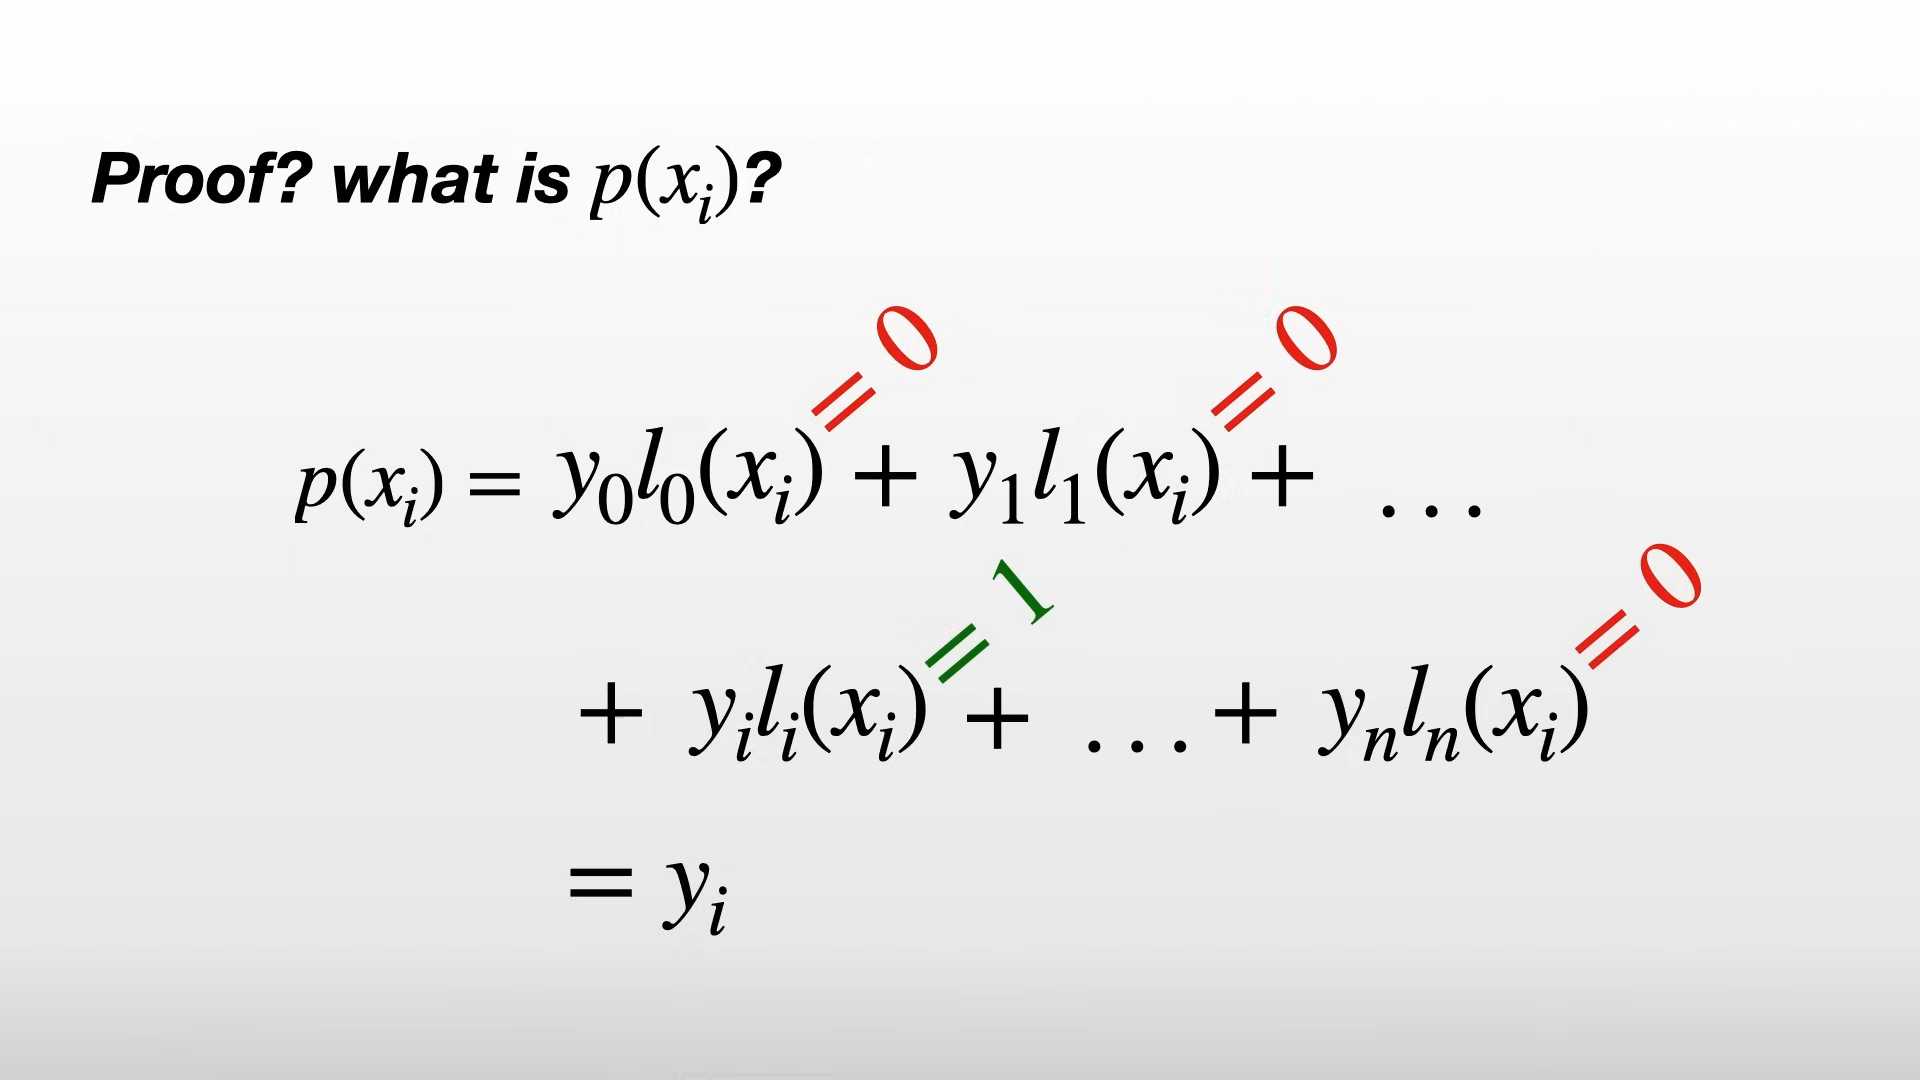 Proof? what is p(xᵢ)?
p(xᵢ) = y₀l₀(xᵢ) = 0 + y₁l₁(xᵢ) = 0 + ...
+ yᵢlᵢ(xᵢ) = 1 + ... + yₙlₙ(xᵢ) = 0
= yᵢ